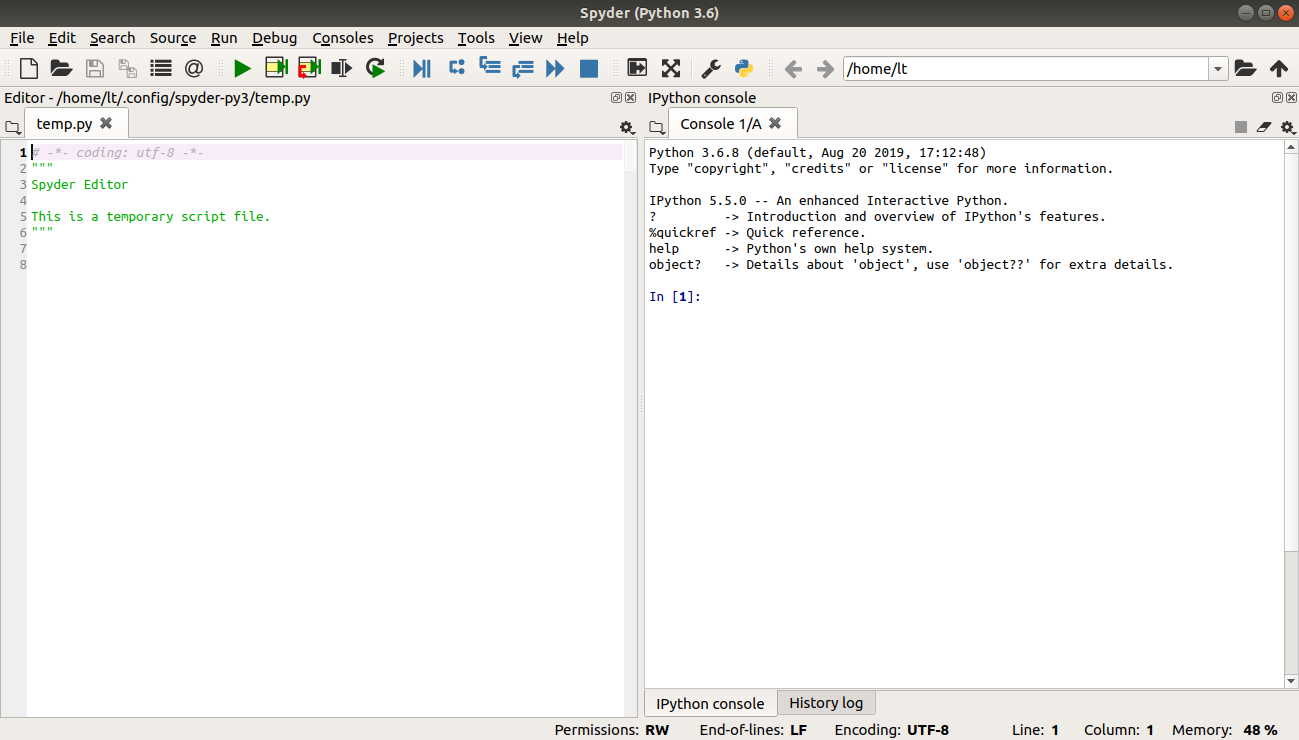 Spyder (Python 3.6)
File Edit Search Source Run Debug Consoles Projects Tools View Help
@ /home/lt
Editor - /home/lt/.config/spyder-py3/temp.py
temp.py
1 # -*- coding: utf-8 -*-
2 """
3 Spyder Editor
4
5 This is a temporary script file.
6 """
7
8
IPython console
Console 1/A
Python 3.6.8 (default, Aug 20 2019, 17:12:48)
Type "copyright", "credits" or "license" for more information.
IPython 5.5.0 -- An enhanced Interactive Python.
? -> Introduction and overview of IPython's features.
%quickref -> Quick reference.
help -> Python's own help system.
object? -> Details about 'object', use 'object??' for extra details.
In [1]:
IPython console History log
Permissions: RW End-of-lines: LF Encoding: UTF-8 Line: 1 Column: 1 Memory: 48 %